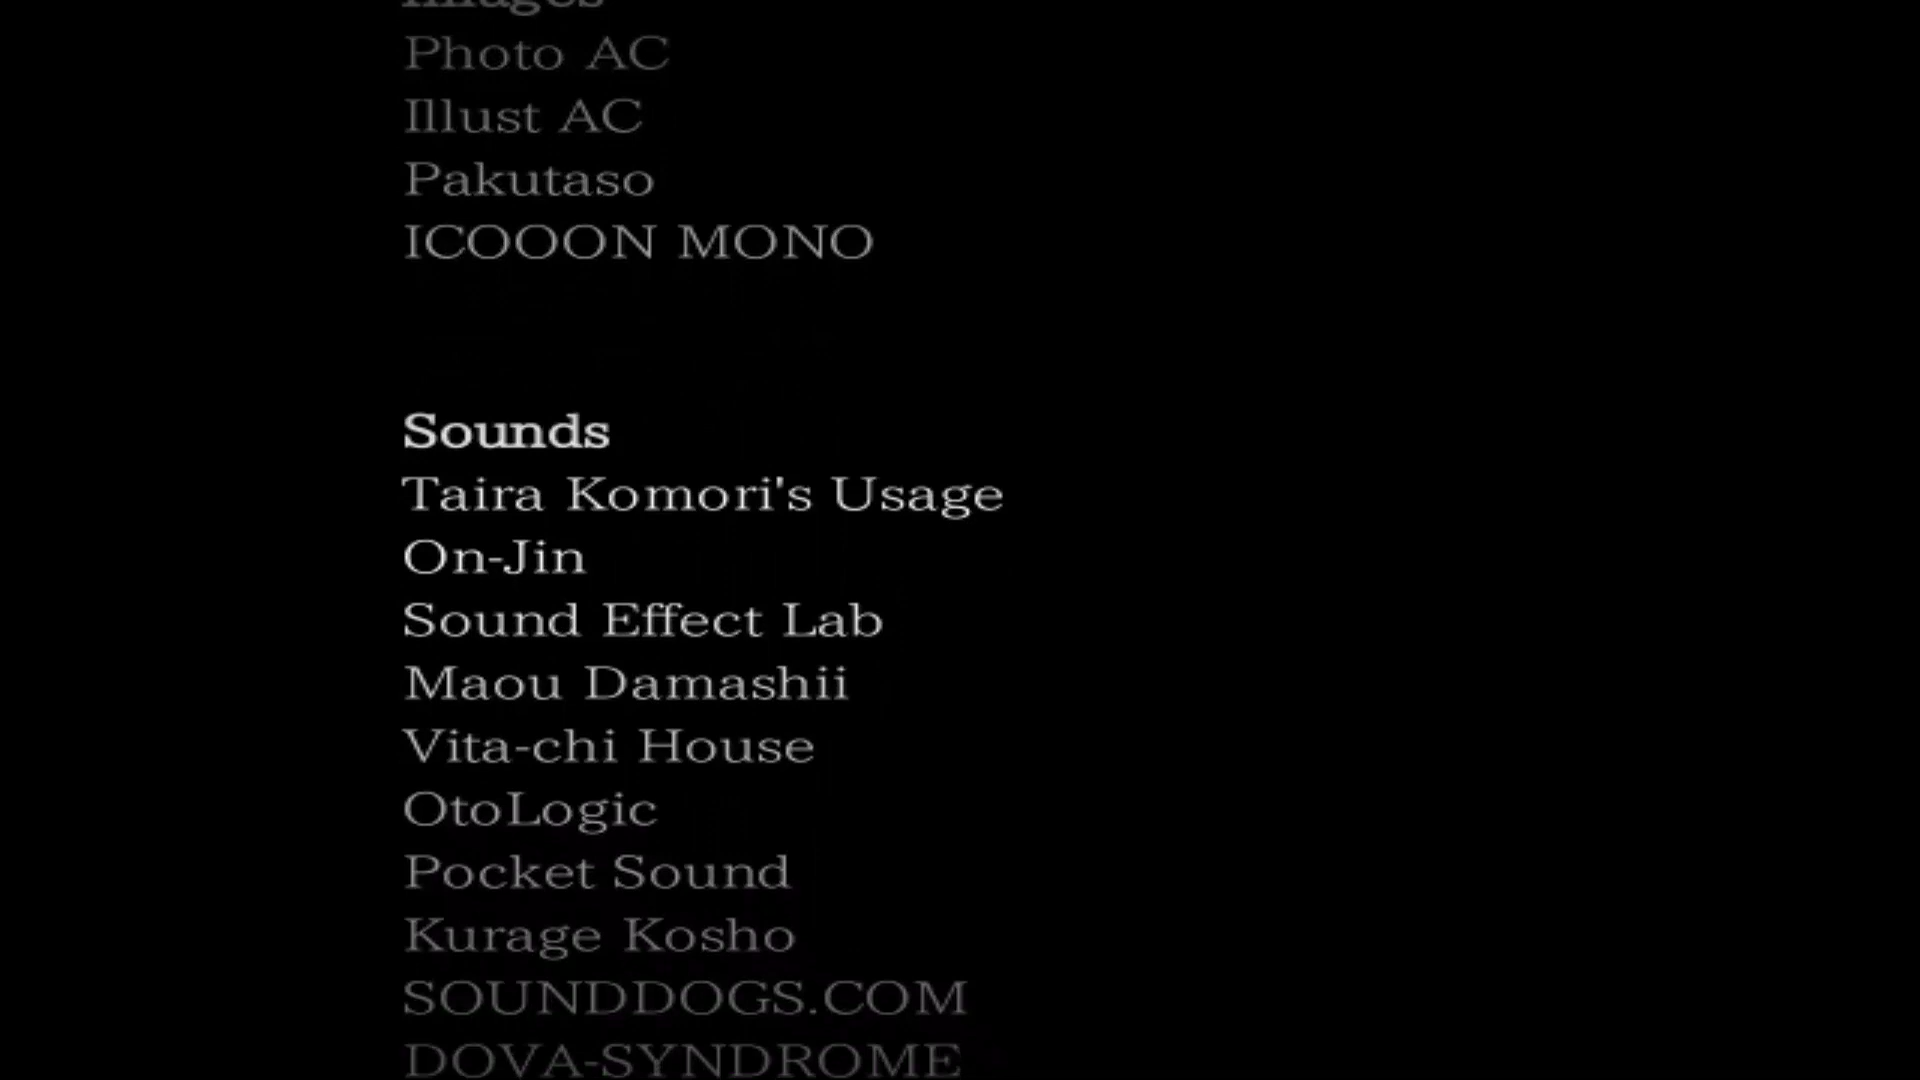 Images
Photo AC
Illust AC
Pakutaso
ICOOON MONO
Sounds
Taira Komori's Usage
On-Jin
Sound Effect Lab
Maou Damashii
Vita-chi House
OtoLogic
Pocket Sound
Kurage Kosho
SOUNDDOGS.COM
DOVA-SYNDROME